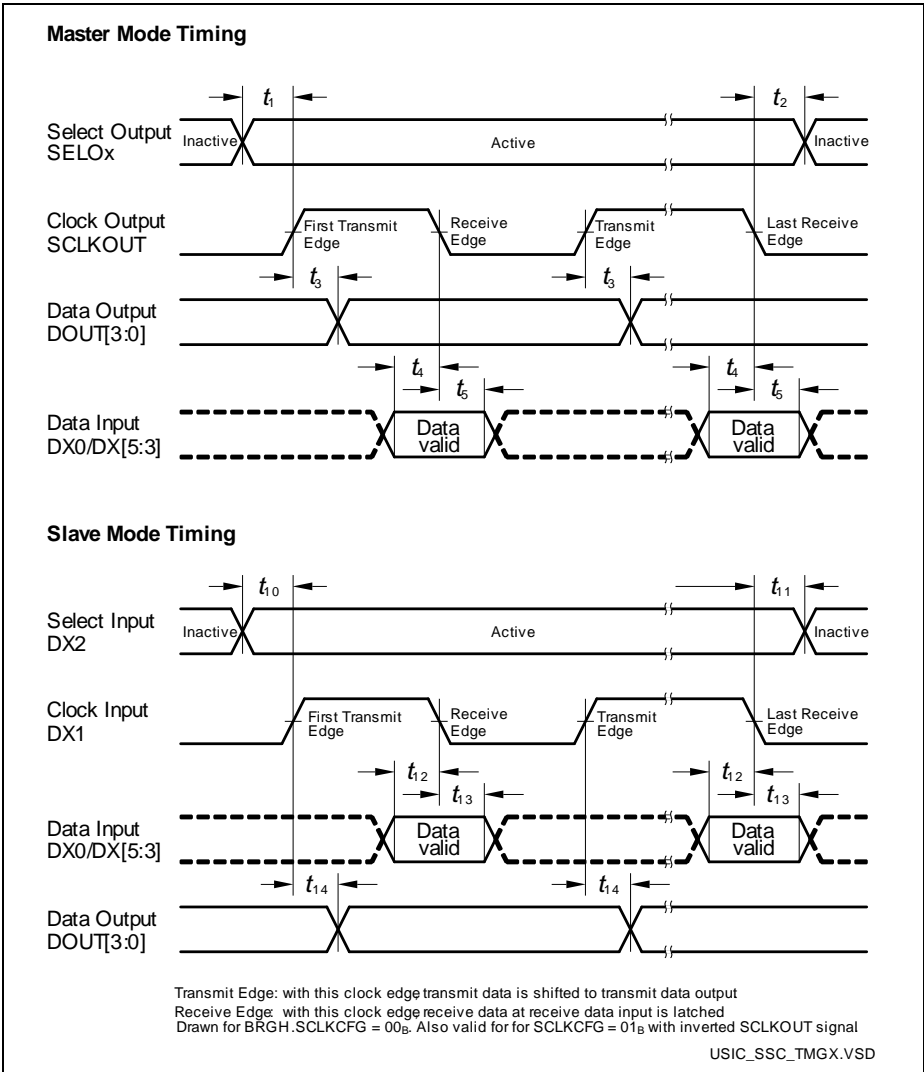 Master Mode Timing
t1
t2
Select Output
SELOx
Inactive
Active
Inactive
Clock Output
SCLKOUT
First Transmit
Edge
Receive
Edge
Transmit
Edge
Last Receive
Edge
t3
t3
Data Output
DOUT[3:0]
t4
t5
t4
t5
Data Input
DX0/DX[5:3]
Data
valid
Data
valid
Slave Mode Timing
t10
t11
Select Input
DX2
Inactive
Active
Inactive
Clock Input
DX1
First Transmit
Edge
Receive
Edge
Transmit
Edge
Last Receive
Edge
t12
t13
t12
t13
Data Input
DX0/DX[5:3]
Data
valid
Data
valid
t14
t14
Data Output
DOUT[3:0]
Transmit Edge: with this clock edge, transmit data is shifted to transmit data output
Receive Edge: with this clock edge, receive data at receive data input is latched
Drawn for BRGH.SCLKCFG = 00B. Also valid for for SCLKCFG = 01B with inverted SCLKOUT signal.
USIC_SSC_TMGX.VSD